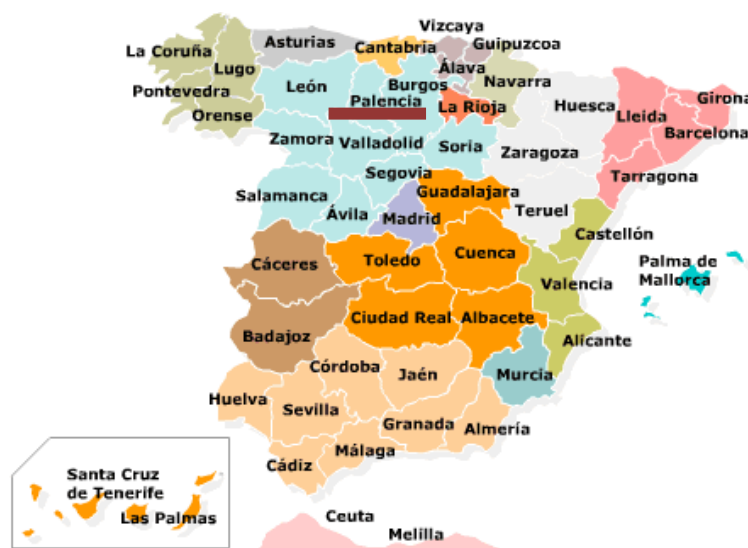 Vizcaya
La Coruña
Asturias
Cantabria
Guipuzcoa
Lugo
Álava
León
Burgos
Navarra
Pontevedra
Palencia
La Rioja
Huesca
Girona
Orense
Lleida
Barcelona
Zamora
Valladolid
Soria
Zaragoza
Segovia
Tarragona
Salamanca
Guadalajara
Ávila
Madrid
Teruel
Castellón
Cáceres
Toledo
Cuenca
Palma de
Mallorca
Valencia
Ciudad Real
Albacete
Badajoz
Alicante
Córdoba
Jaén
Murcia
Huelva
Sevilla
Granada
Almería
Málaga
Cádiz
Santa Cruz
de Tenerife
Las Palmas
Ceuta
Melilla